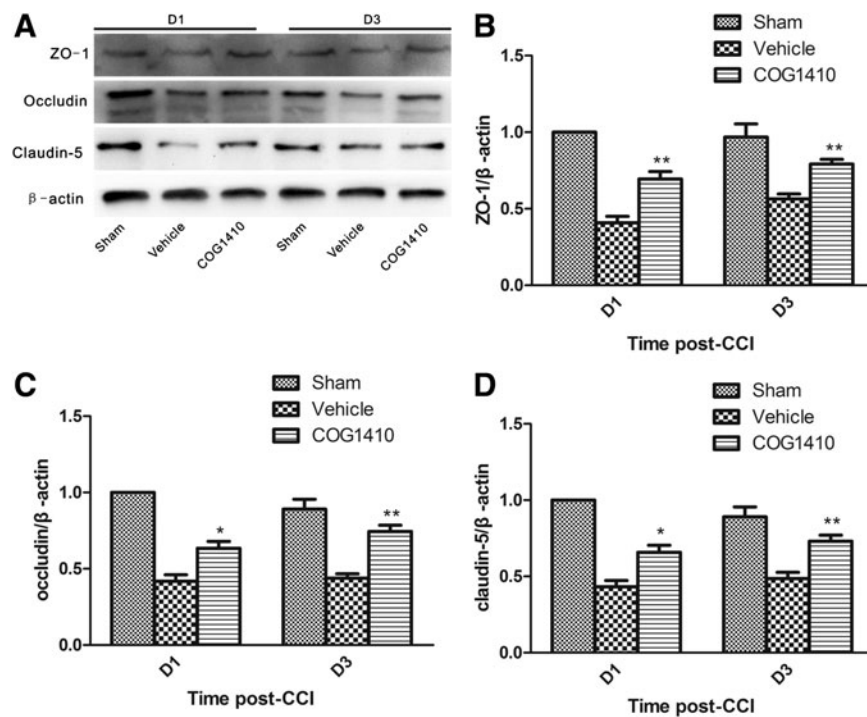 A
D1 D3
ZO-1
Occludin
Claudin-5
β-actin
Sham Vehicle COG1410 Sham Vehicle COG1410
B
Sham
Vehicle
COG1410
ZO-1/β -actin
1.5
1.0
0.5
0.0
** **
D1 D3
Time post-CCI
C
Sham
Vehicle
COG1410
occludin/β -actin
1.5
1.0
0.5
0.0
* **
D1 D3
Time post-CCI
D
Sham
Vehicle
COG1410
claudin-5/β -actin
1.5
1.0
0.5
0.0
* **
D1 D3
Time post-CCI